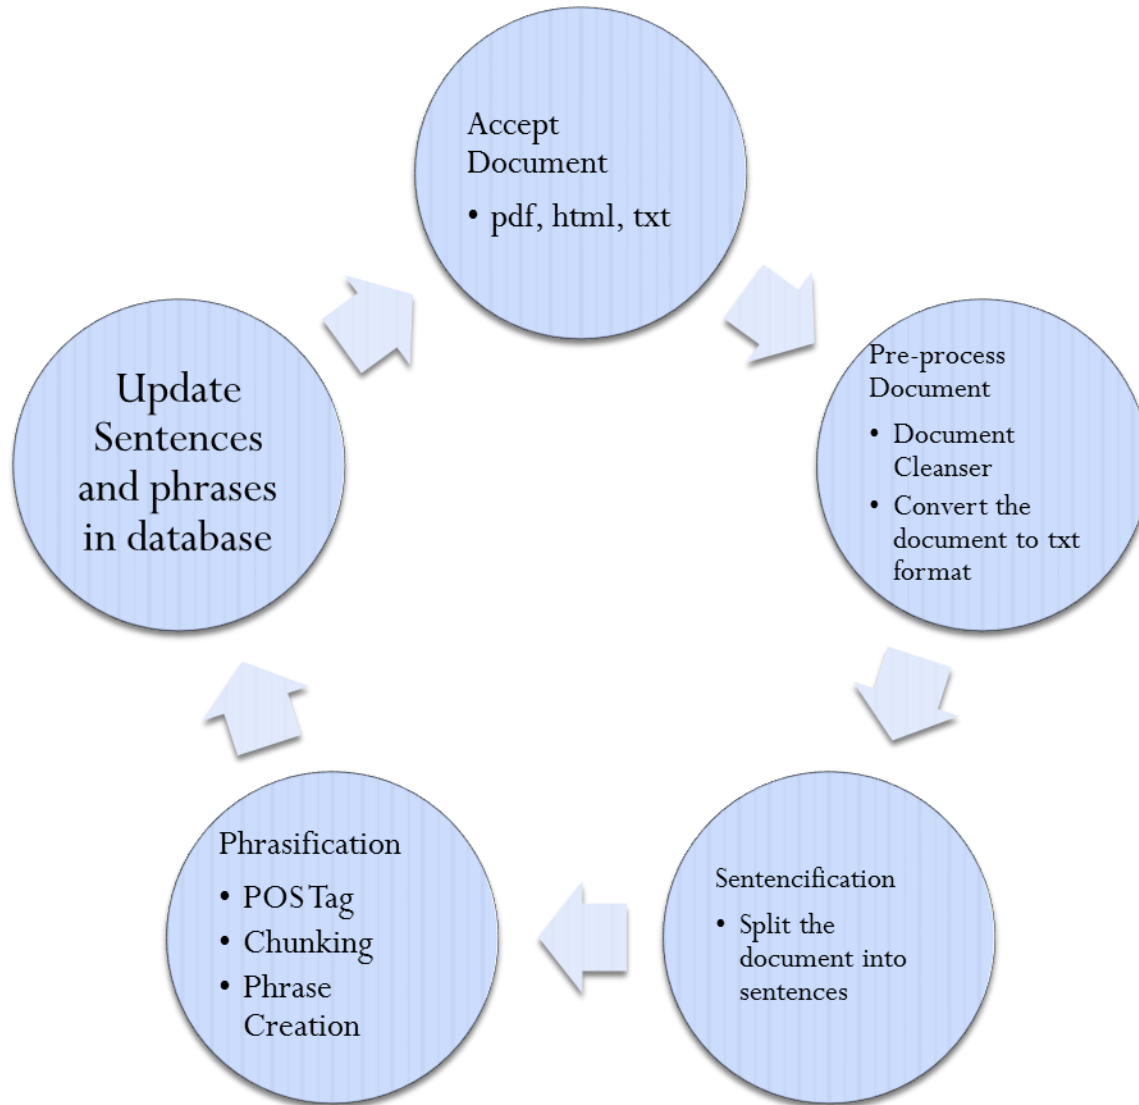 Accept
Document
• pdf, html, txt
Pre-process
Document
• Document
Cleanser
• Convert the
document to txt
format
Sentencification
• Split the
document into
sentences
Phrasification
• POS Tag
• Chunking
• Phrase
Creation
Update
Sentences
and phrases
in database